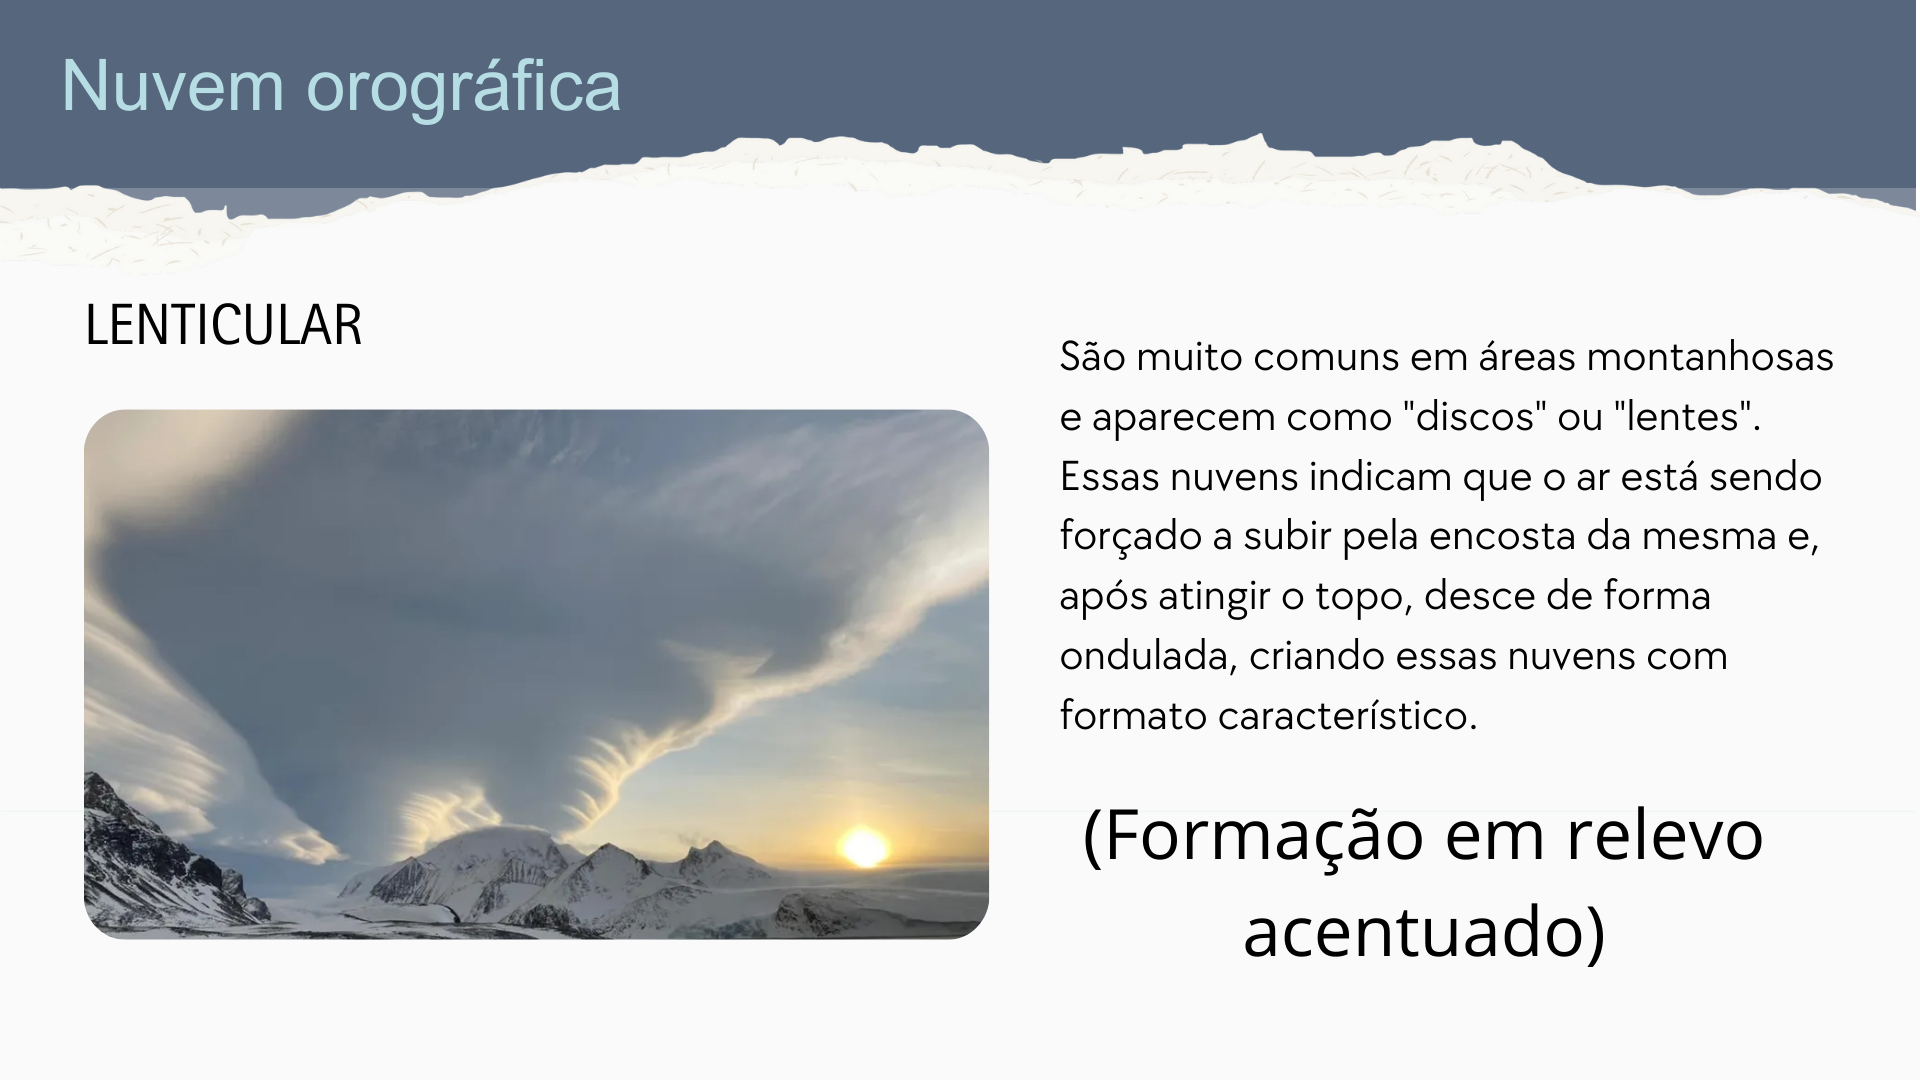 Nuvem orográfica
LENTICULAR
São muito comuns em áreas montanhosas
e aparecem como "discos" ou "lentes".
Essas nuvens indicam que o ar está sendo
forçado a subir pela encosta da mesma e,
após atingir o topo, desce de forma
ondulada, criando essas nuvens com
formato característico.
(Formação em relevo
acentuado)